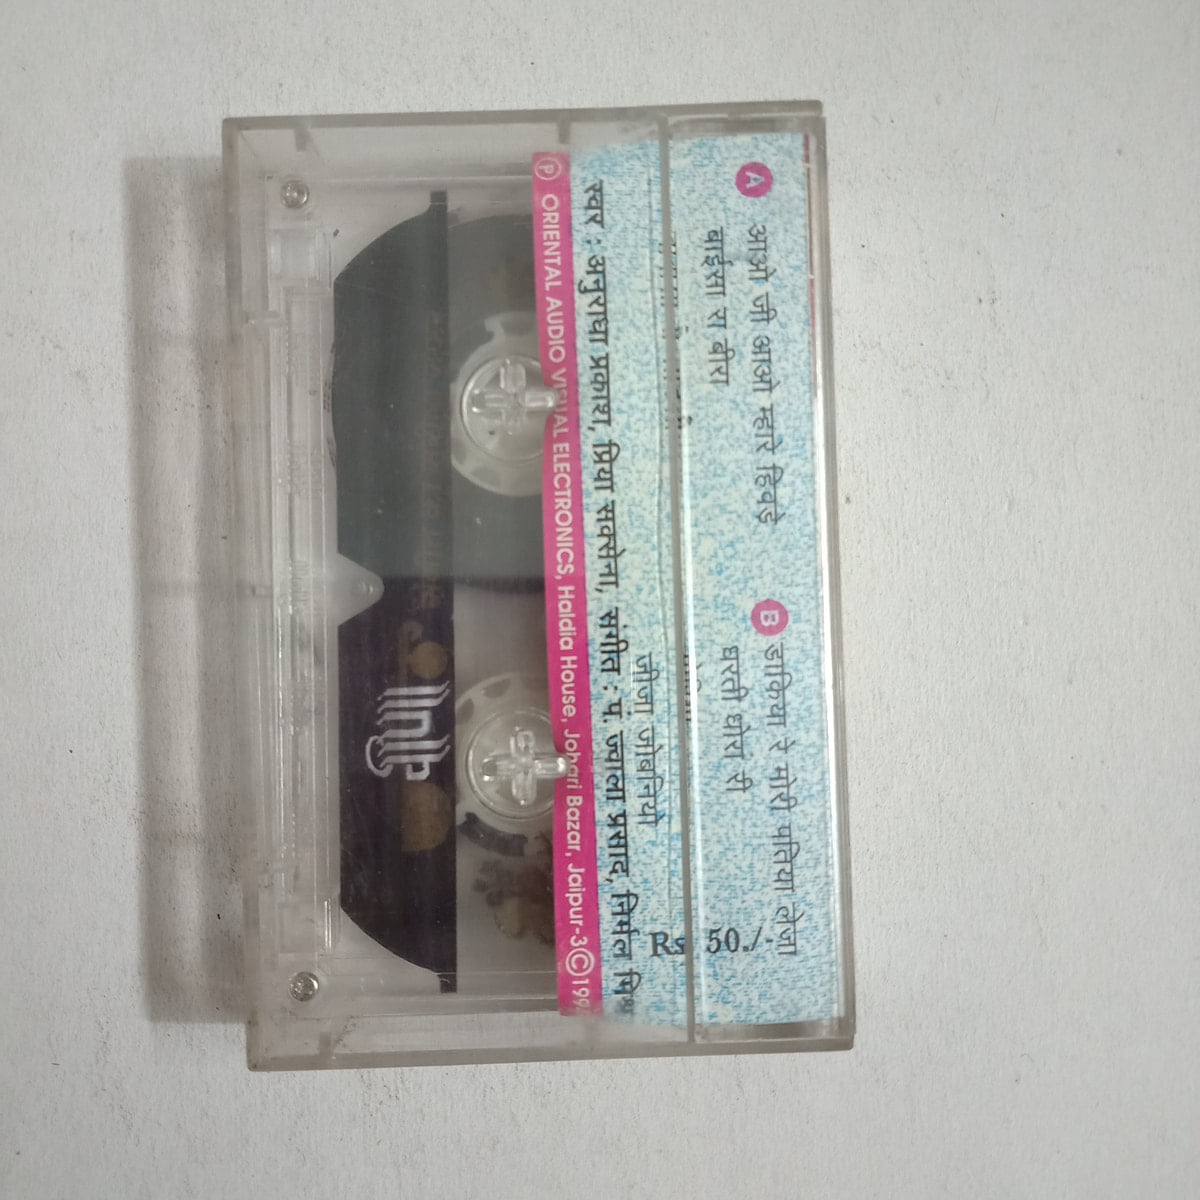 A
आओ जी आओ म्हारे हिवडे
बाईसा रा बीरा
B
डाकिया रे मोरी पतिया लेजा
धरती धोरा री
जीजा जोबनियो
Rs 50./-
स्वर : अनुराधा प्रकाश, प्रिया सक्सेना, संगीत : प. ज्वाला प्रसाद, निर्मल
Ⓟ ORIENTAL AUDIO VISUAL ELECTRONICS, Haldia House, Johari Bazar, Jaipur-3 ©